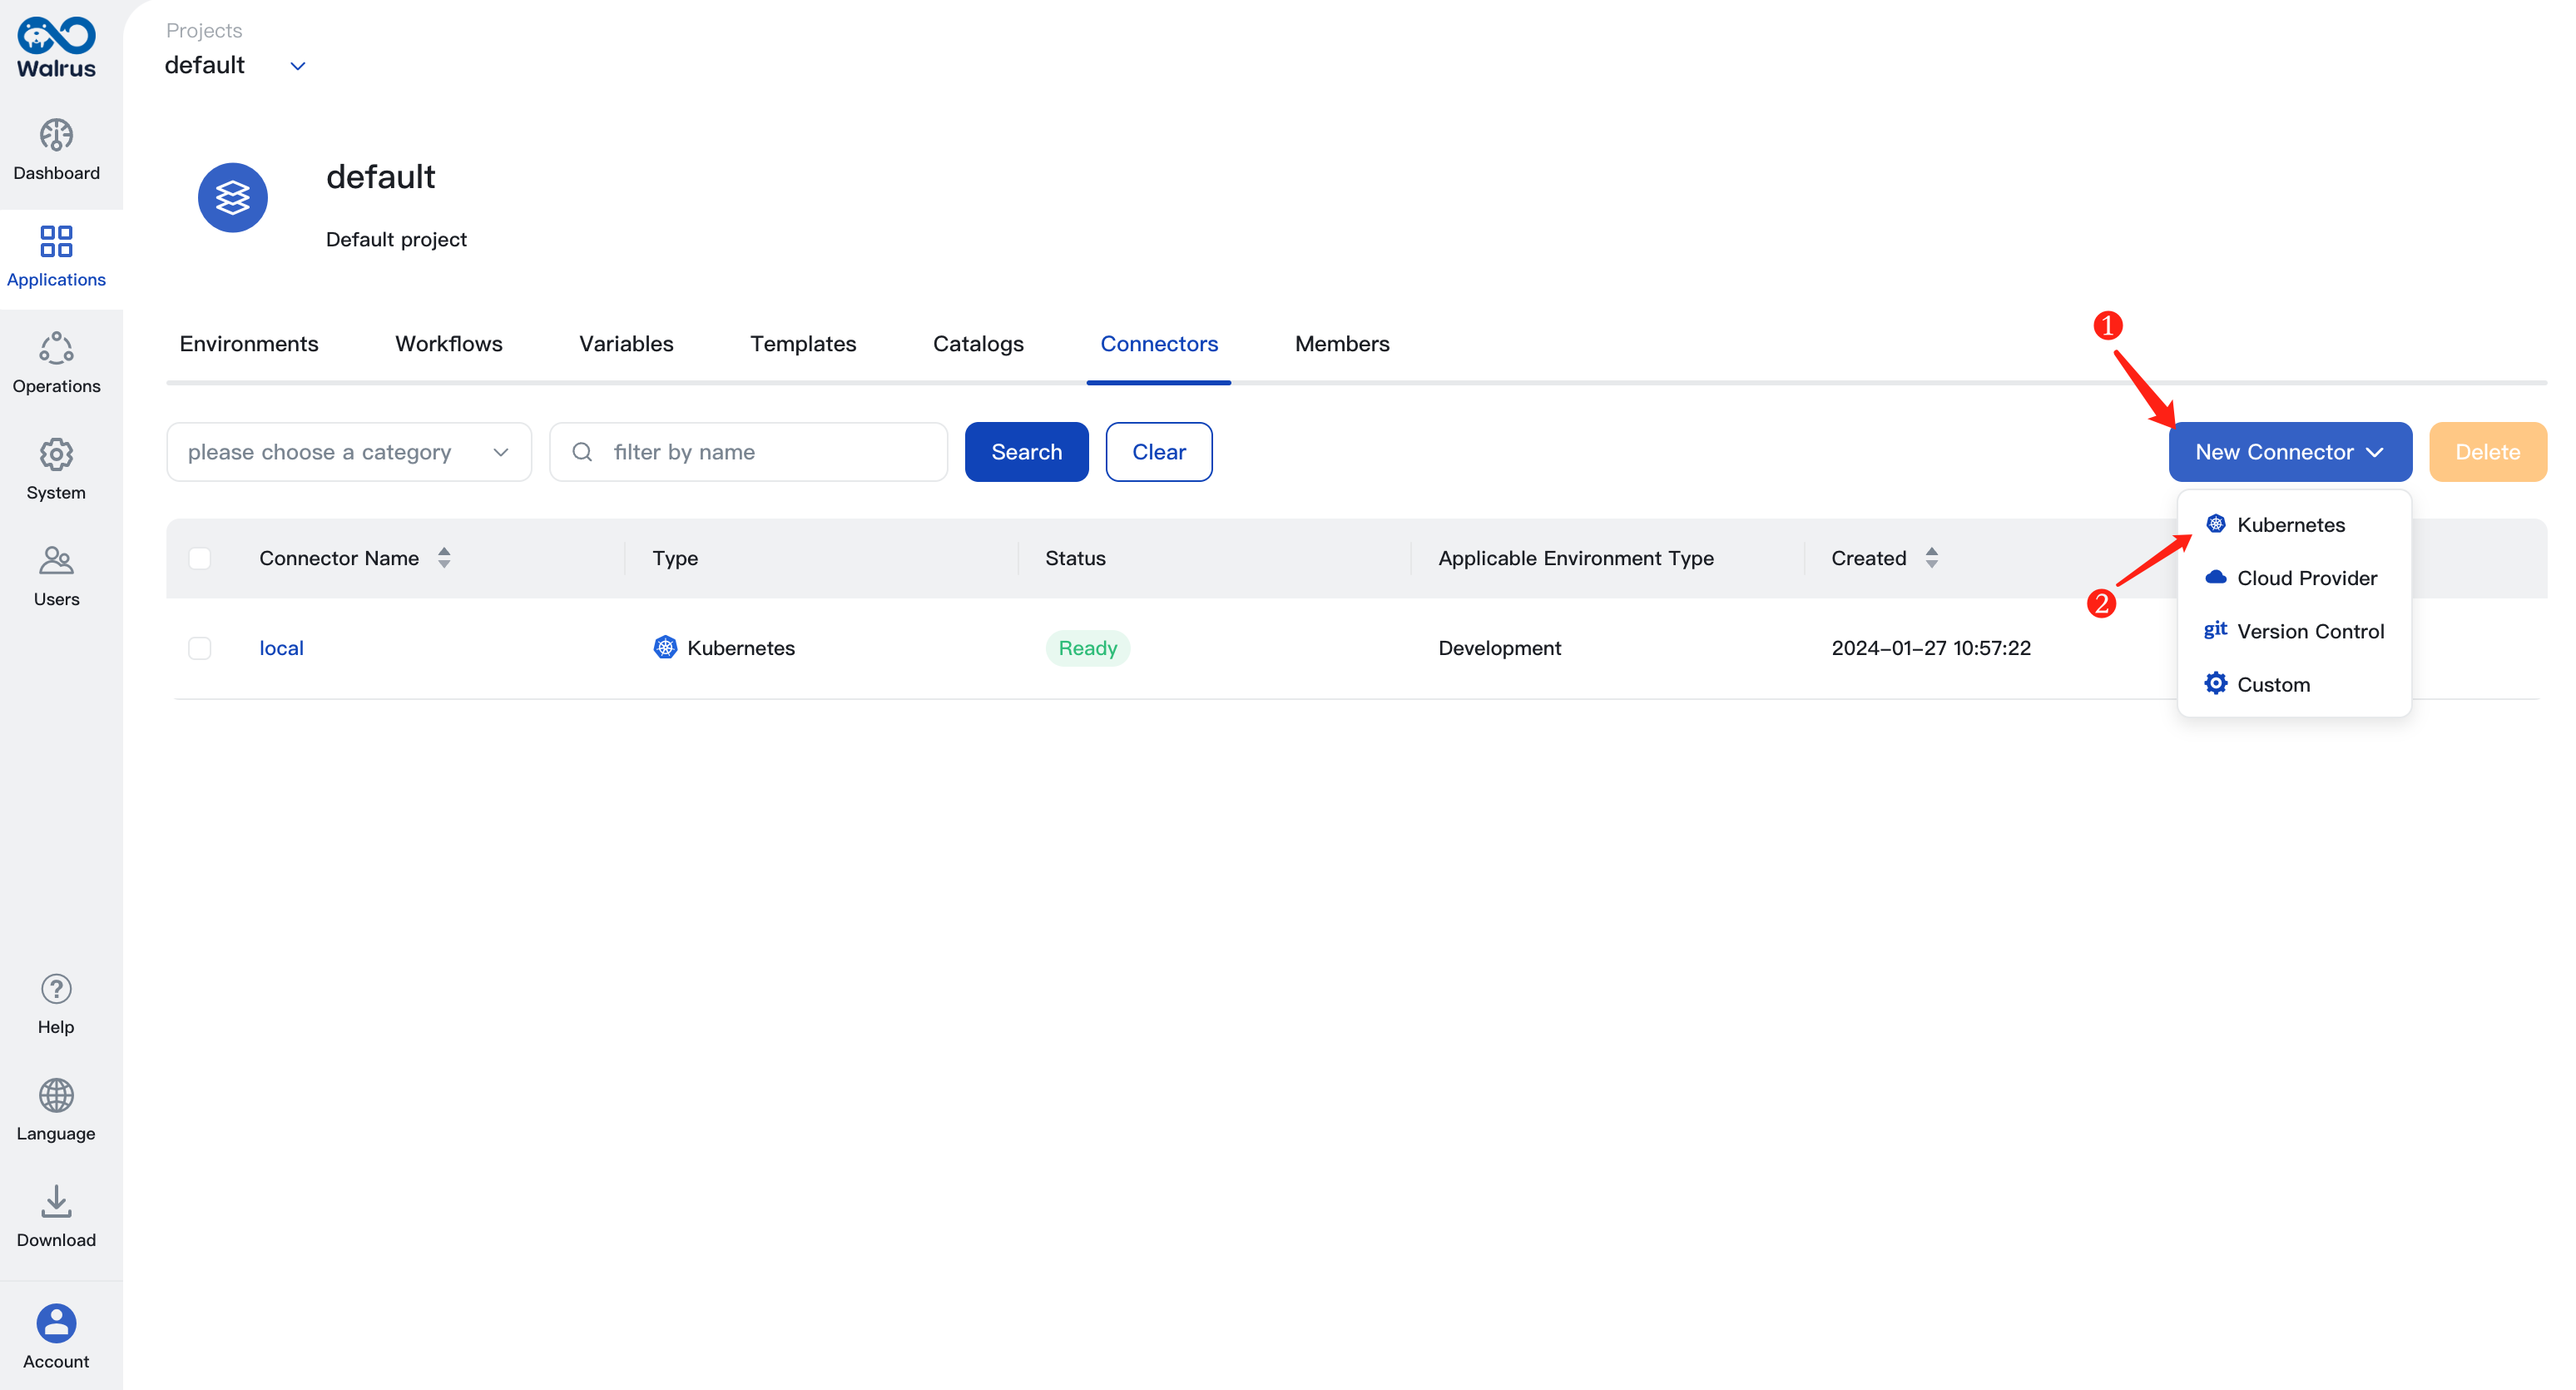 Walrus
Dashboard
Applications
Operations
System
Users
Help
Language
Download
Account
Projects
default
default
Default project
Environments Workflows Variables Templates Catalogs Connectors Members
1
please choose a category filter by name Search Clear New Connector Delete
Kubernetes
Cloud Provider
git Version Control
Custom
2
Connector Name Type Status Applicable Environment Type Created
local Kubernetes Ready Development 2024-01-27 10:57:22